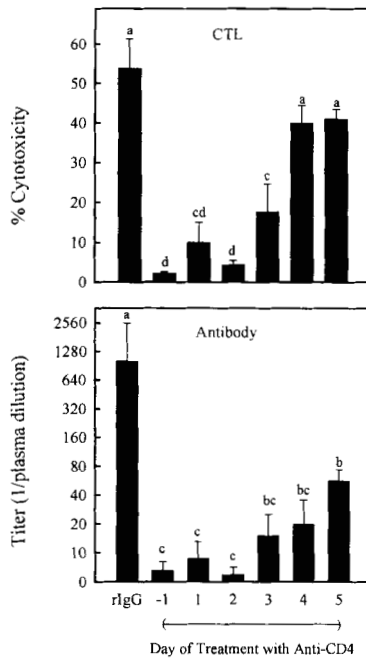 CTL
% Cytotoxicity
60
50
40
30
20
10
0
a
d
cd
d
c
a
a
Antibody
Titer (1/plasma dilution)
2560
1280
640
320
160
80
40
20
10
0
a
c
c
c
bc
bc
b
rIgG -1 1 2 3 4 5
Day of Treatment with Anti-CD4